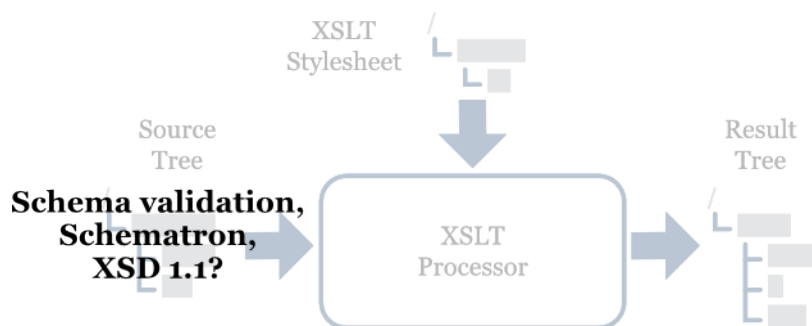 XSLT
Stylesheet
Source
Tree
Result
Tree
Schema validation,
Schematron,
XSD 1.1?
XSLT
Processor
/
/
/